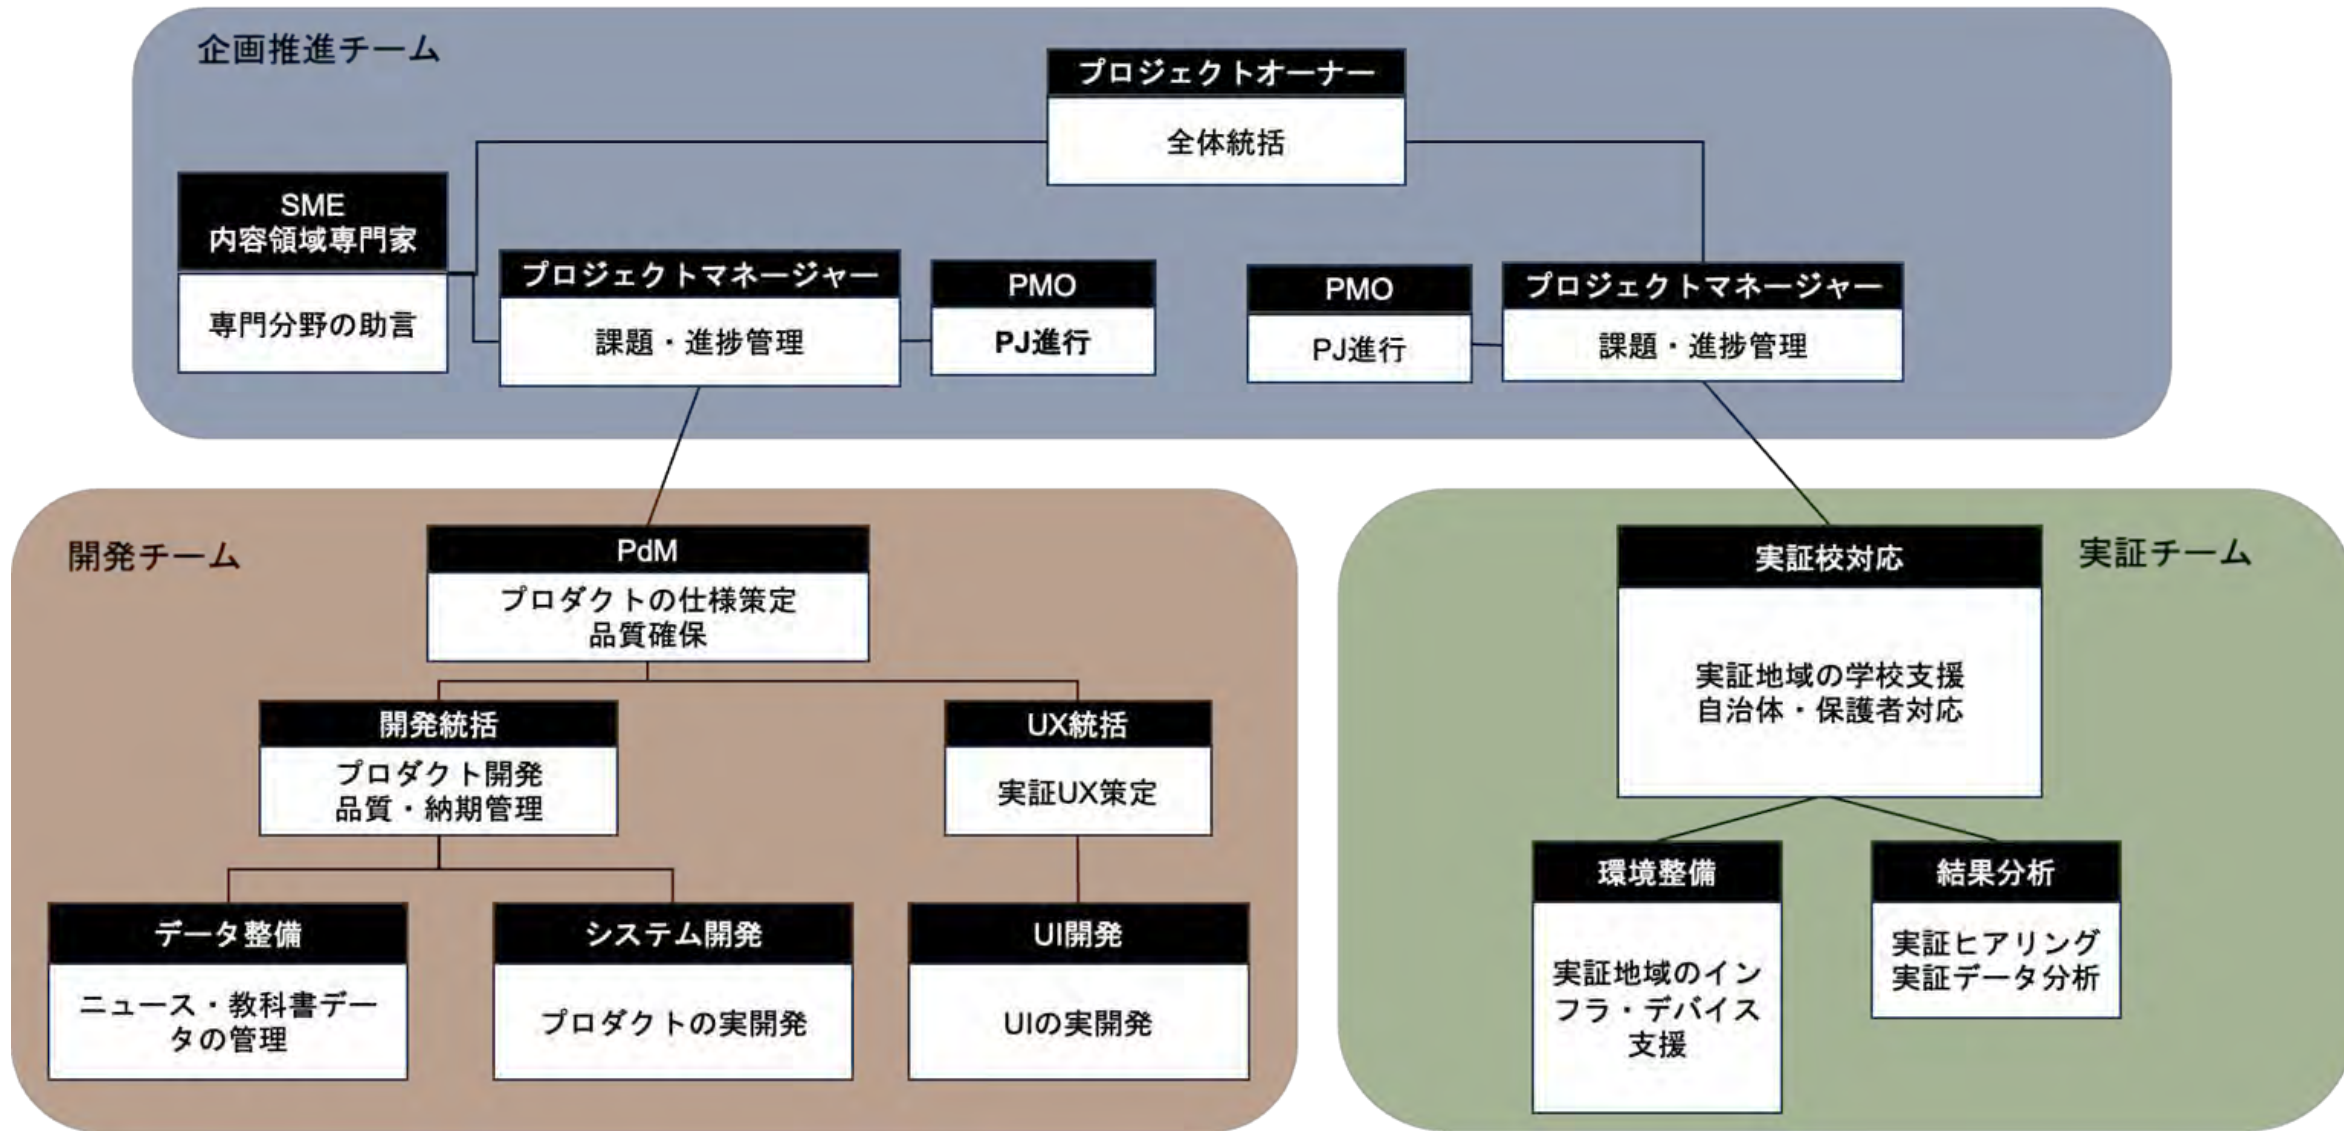 企画推進チーム
プロジェクトオーナー
全体統括
SME
内容領域専門家
専門分野の助言
プロジェクトマネージャー
課題・進捗管理
PMO
PJ進行
PMO
PJ進行
プロジェクトマネージャー
課題・進捗管理
開発チーム
PdM
プロダクトの仕様策定
品質確保
開発統括
プロダクト開発
品質・納期管理
UX統括
実証UX策定
データ整備
ニュース・教科書デー
タの管理
システム開発
プロダクトの実開発
UI開発
UIの実開発
実証チーム
実証校対応
実証地域の学校支援
自治体・保護者対応
環境整備
実証地域のイン
フラ・デバイス
支援
結果分析
実証ヒアリング
実証データ分析